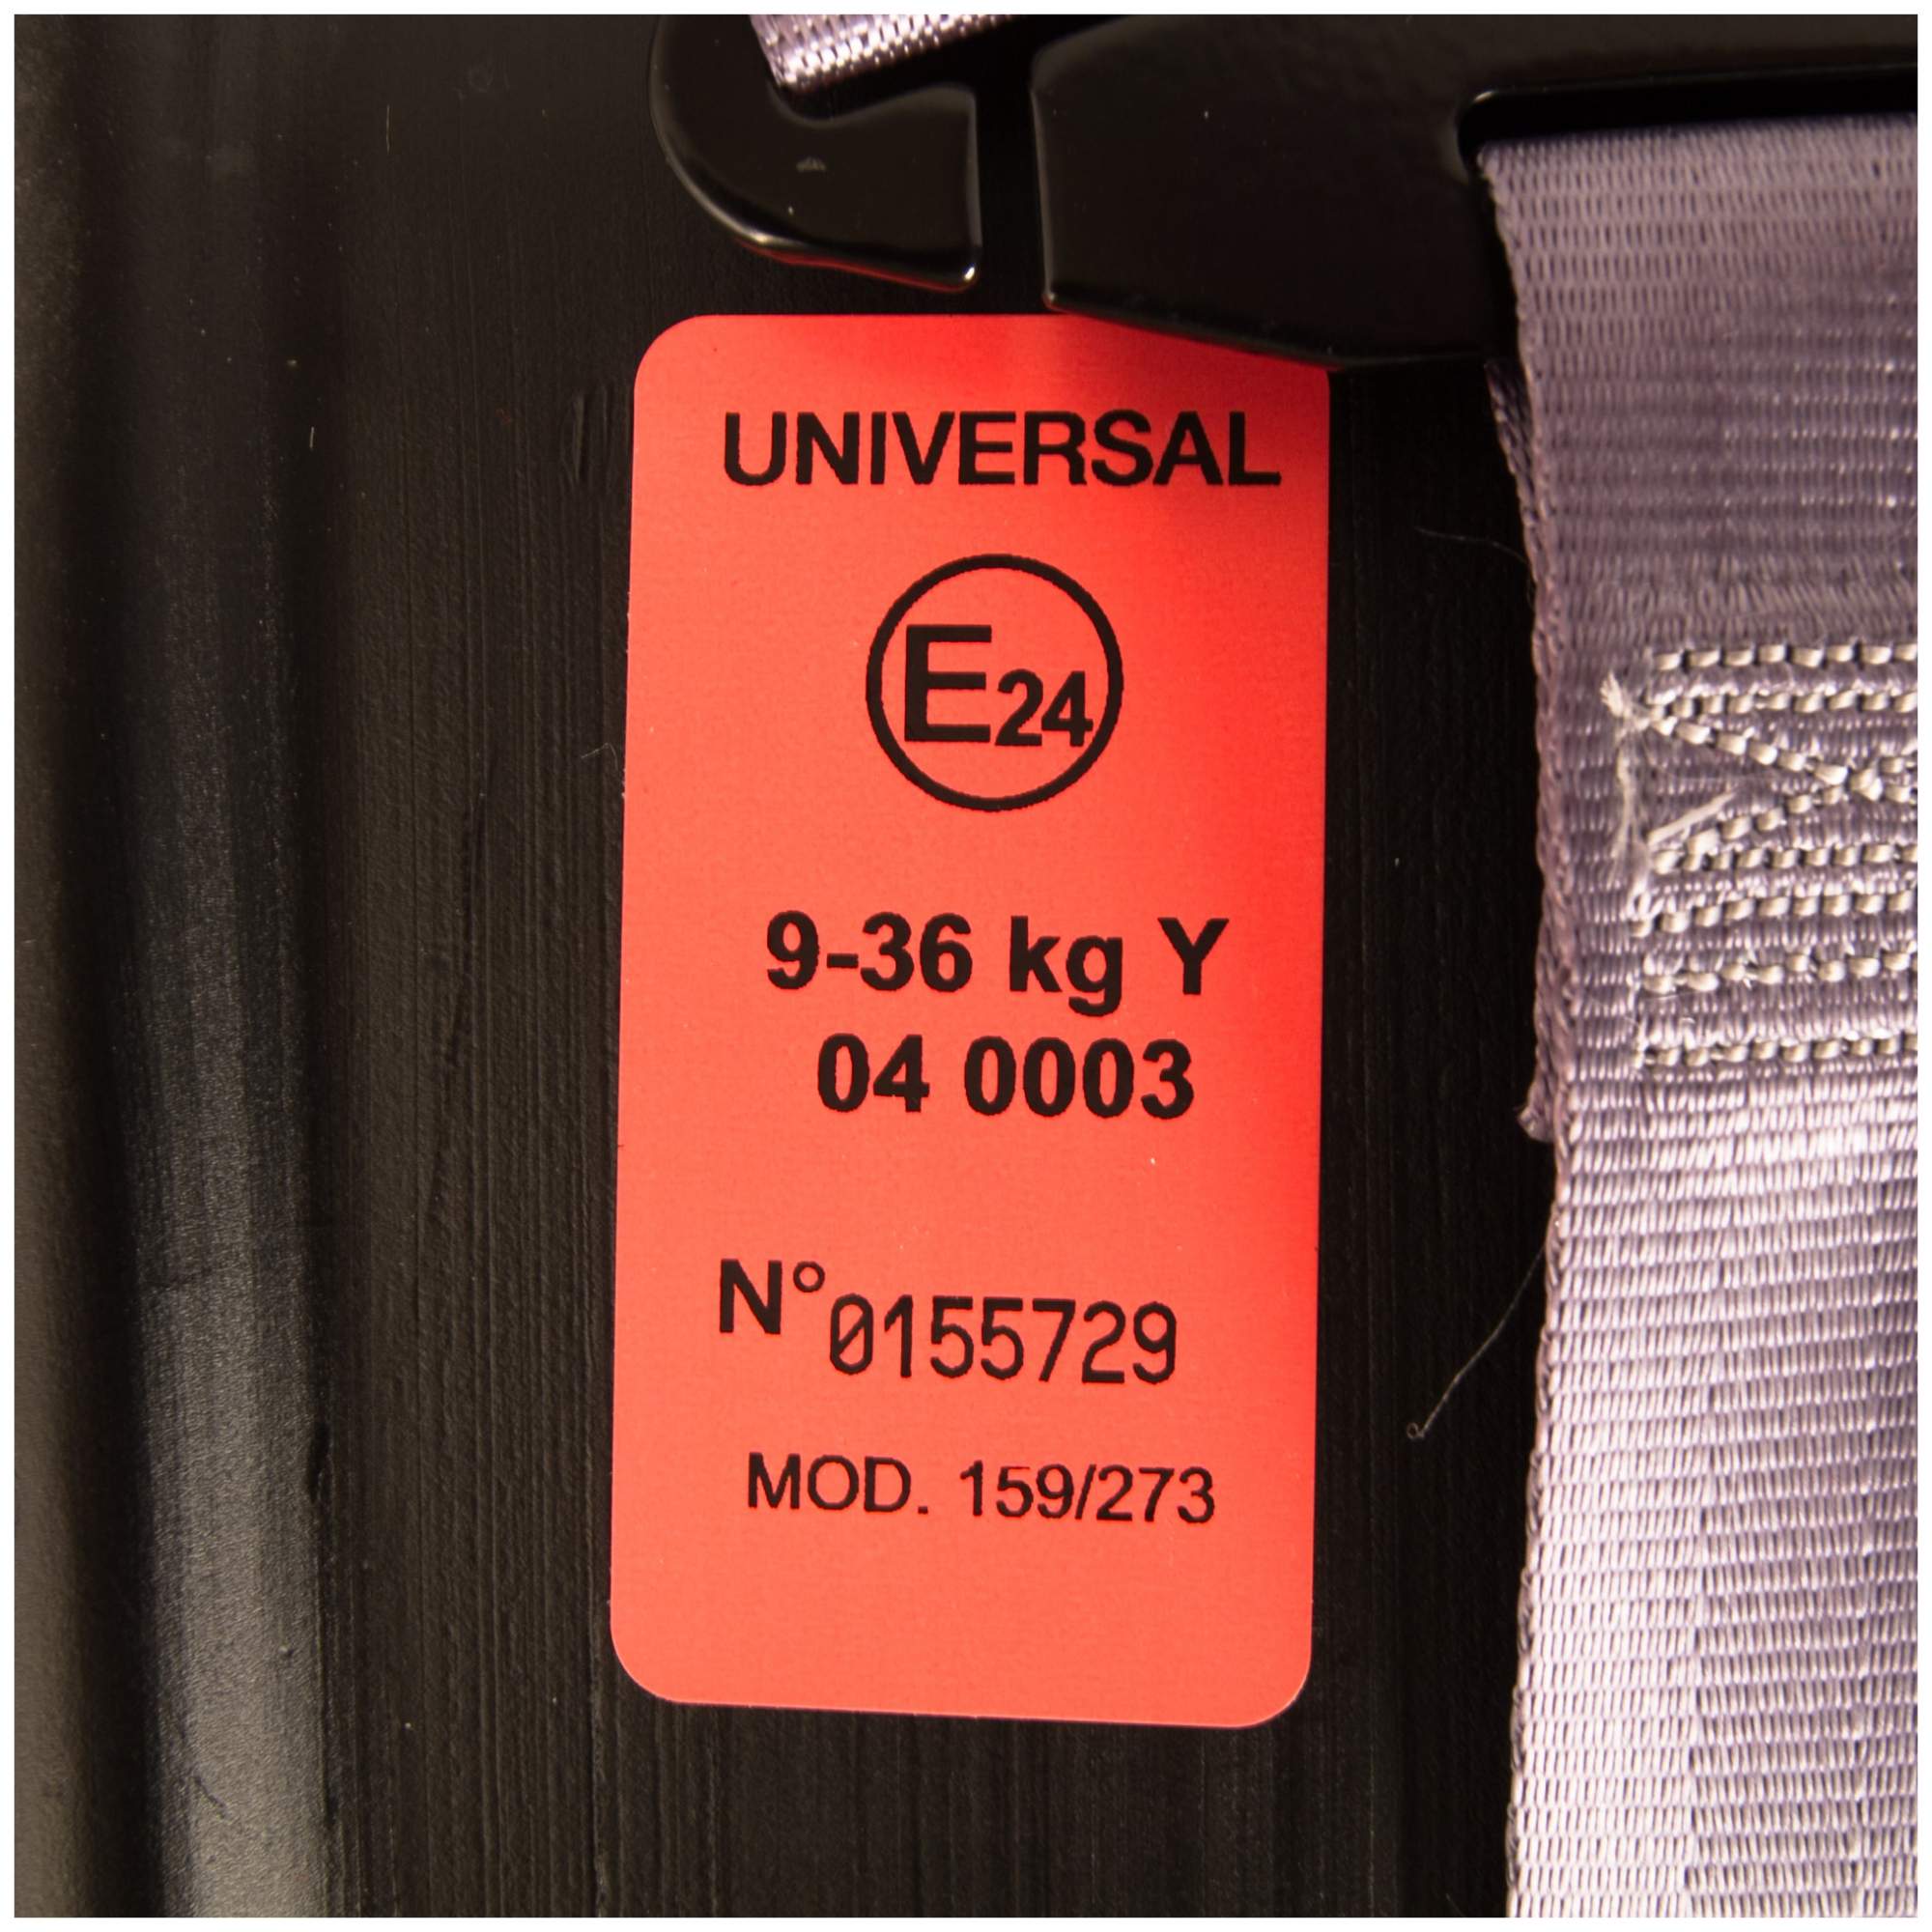 UNIVERSAL
E24
9-36 kg Y
04 0003
N° 0155729
MOD. 159/273